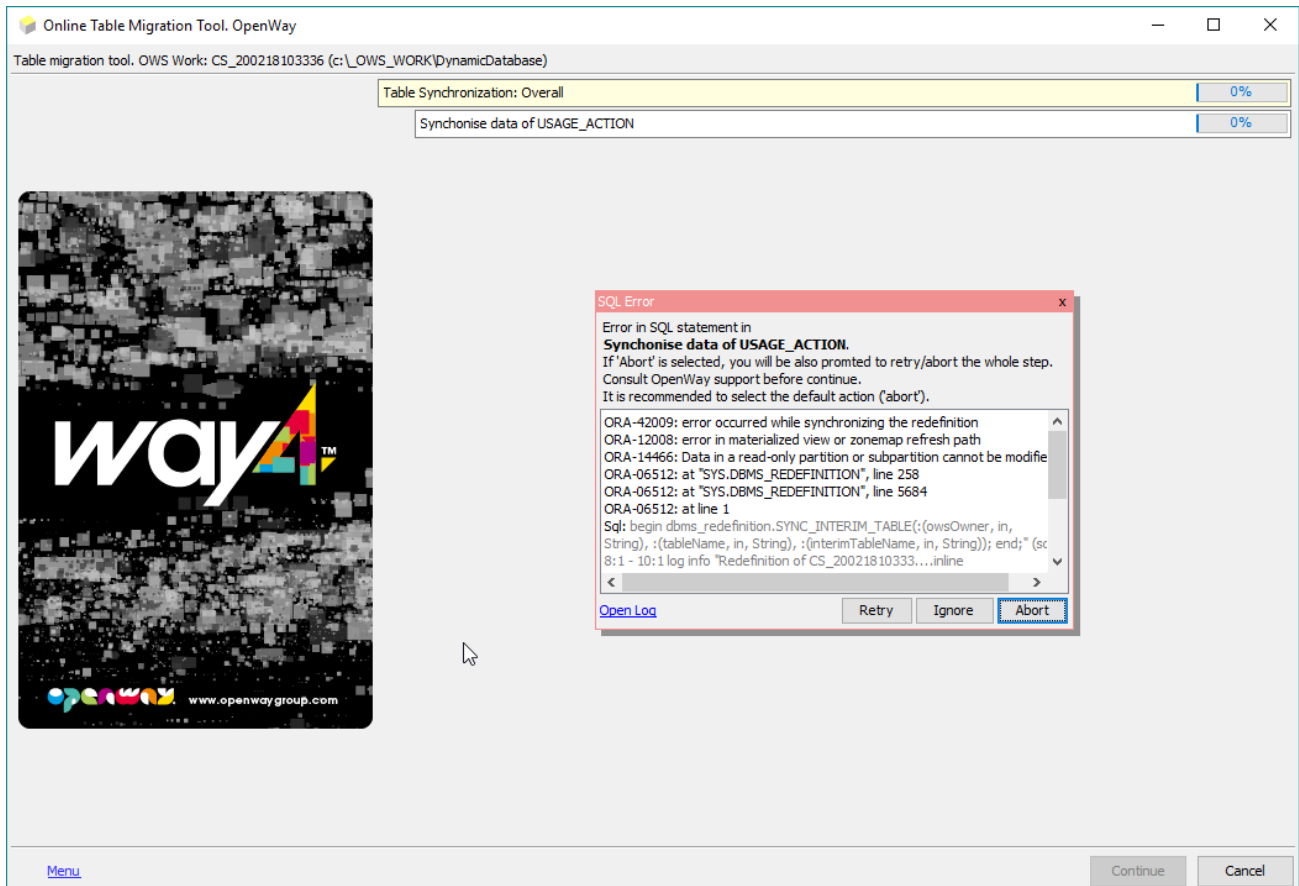 Online Table Migration Tool. OpenWay
Table migration tool. OWS Work: CS_200218103336 (c:\_OWS_WORK\DynamicDatabase)
Table Synchronization: Overall
0%
Synchonise data of USAGE_ACTION
0%
way4™
openway. www.openwaygroup.com
SQL Error
x
Error in SQL statement in
Synchonise data of USAGE_ACTION.
If 'Abort' is selected, you will be also promted to retry/abort the whole step.
Consult OpenWay support before continue.
It is recommended to select the default action ('abort').
ORA-42009: error occurred while synchronizing the redefinition
ORA-12008: error in materialized view or zonemap refresh path
ORA-14466: Data in a read-only partition or subpartition cannot be modifie
ORA-06512: at "SYS.DBMS_REDEFINITION", line 258
ORA-06512: at "SYS.DBMS_REDEFINITION", line 5684
ORA-06512: at line 1
Sql: begin dbms_redefinition.SYNC_INTERIM_TABLE(:(owsOwner, in,
String), :(tableName, in, String), :(interimTableName, in, String)); end;" (sc
8:1 - 10:1 log info "Redefinition of CS_20021810333....inline
Open Log
Retry
Ignore
Abort
Menu
Continue
Cancel